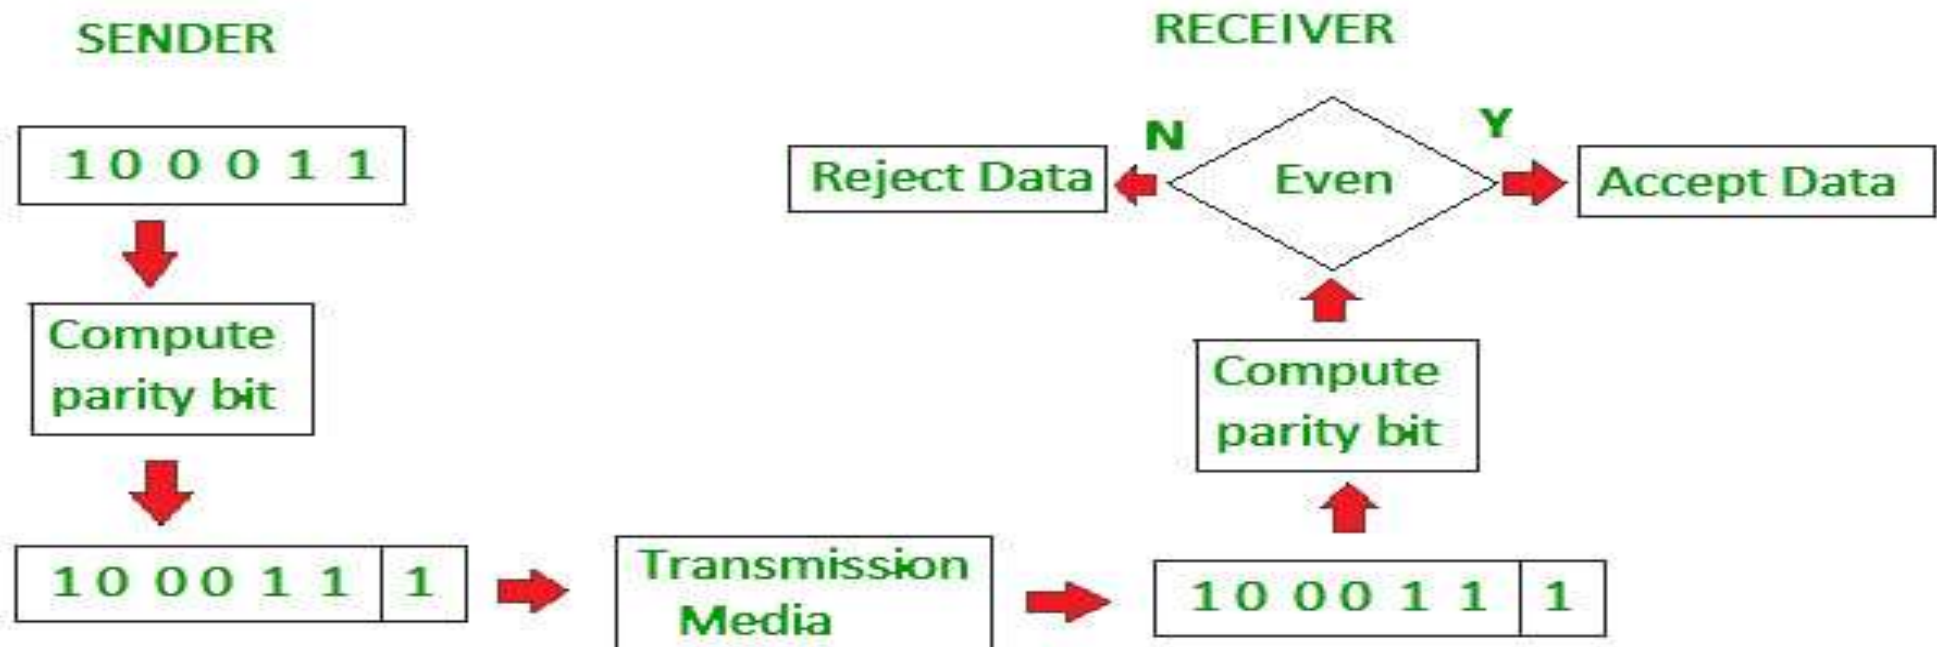 SENDER
1 0 0 0 1 1
Compute
parity bit
1 0 0 0 1 1 1
Transmission
Media
RECEIVER
N
Y
Reject Data
Even
Accept Data
Compute
parity bit
1 0 0 0 1 1 1